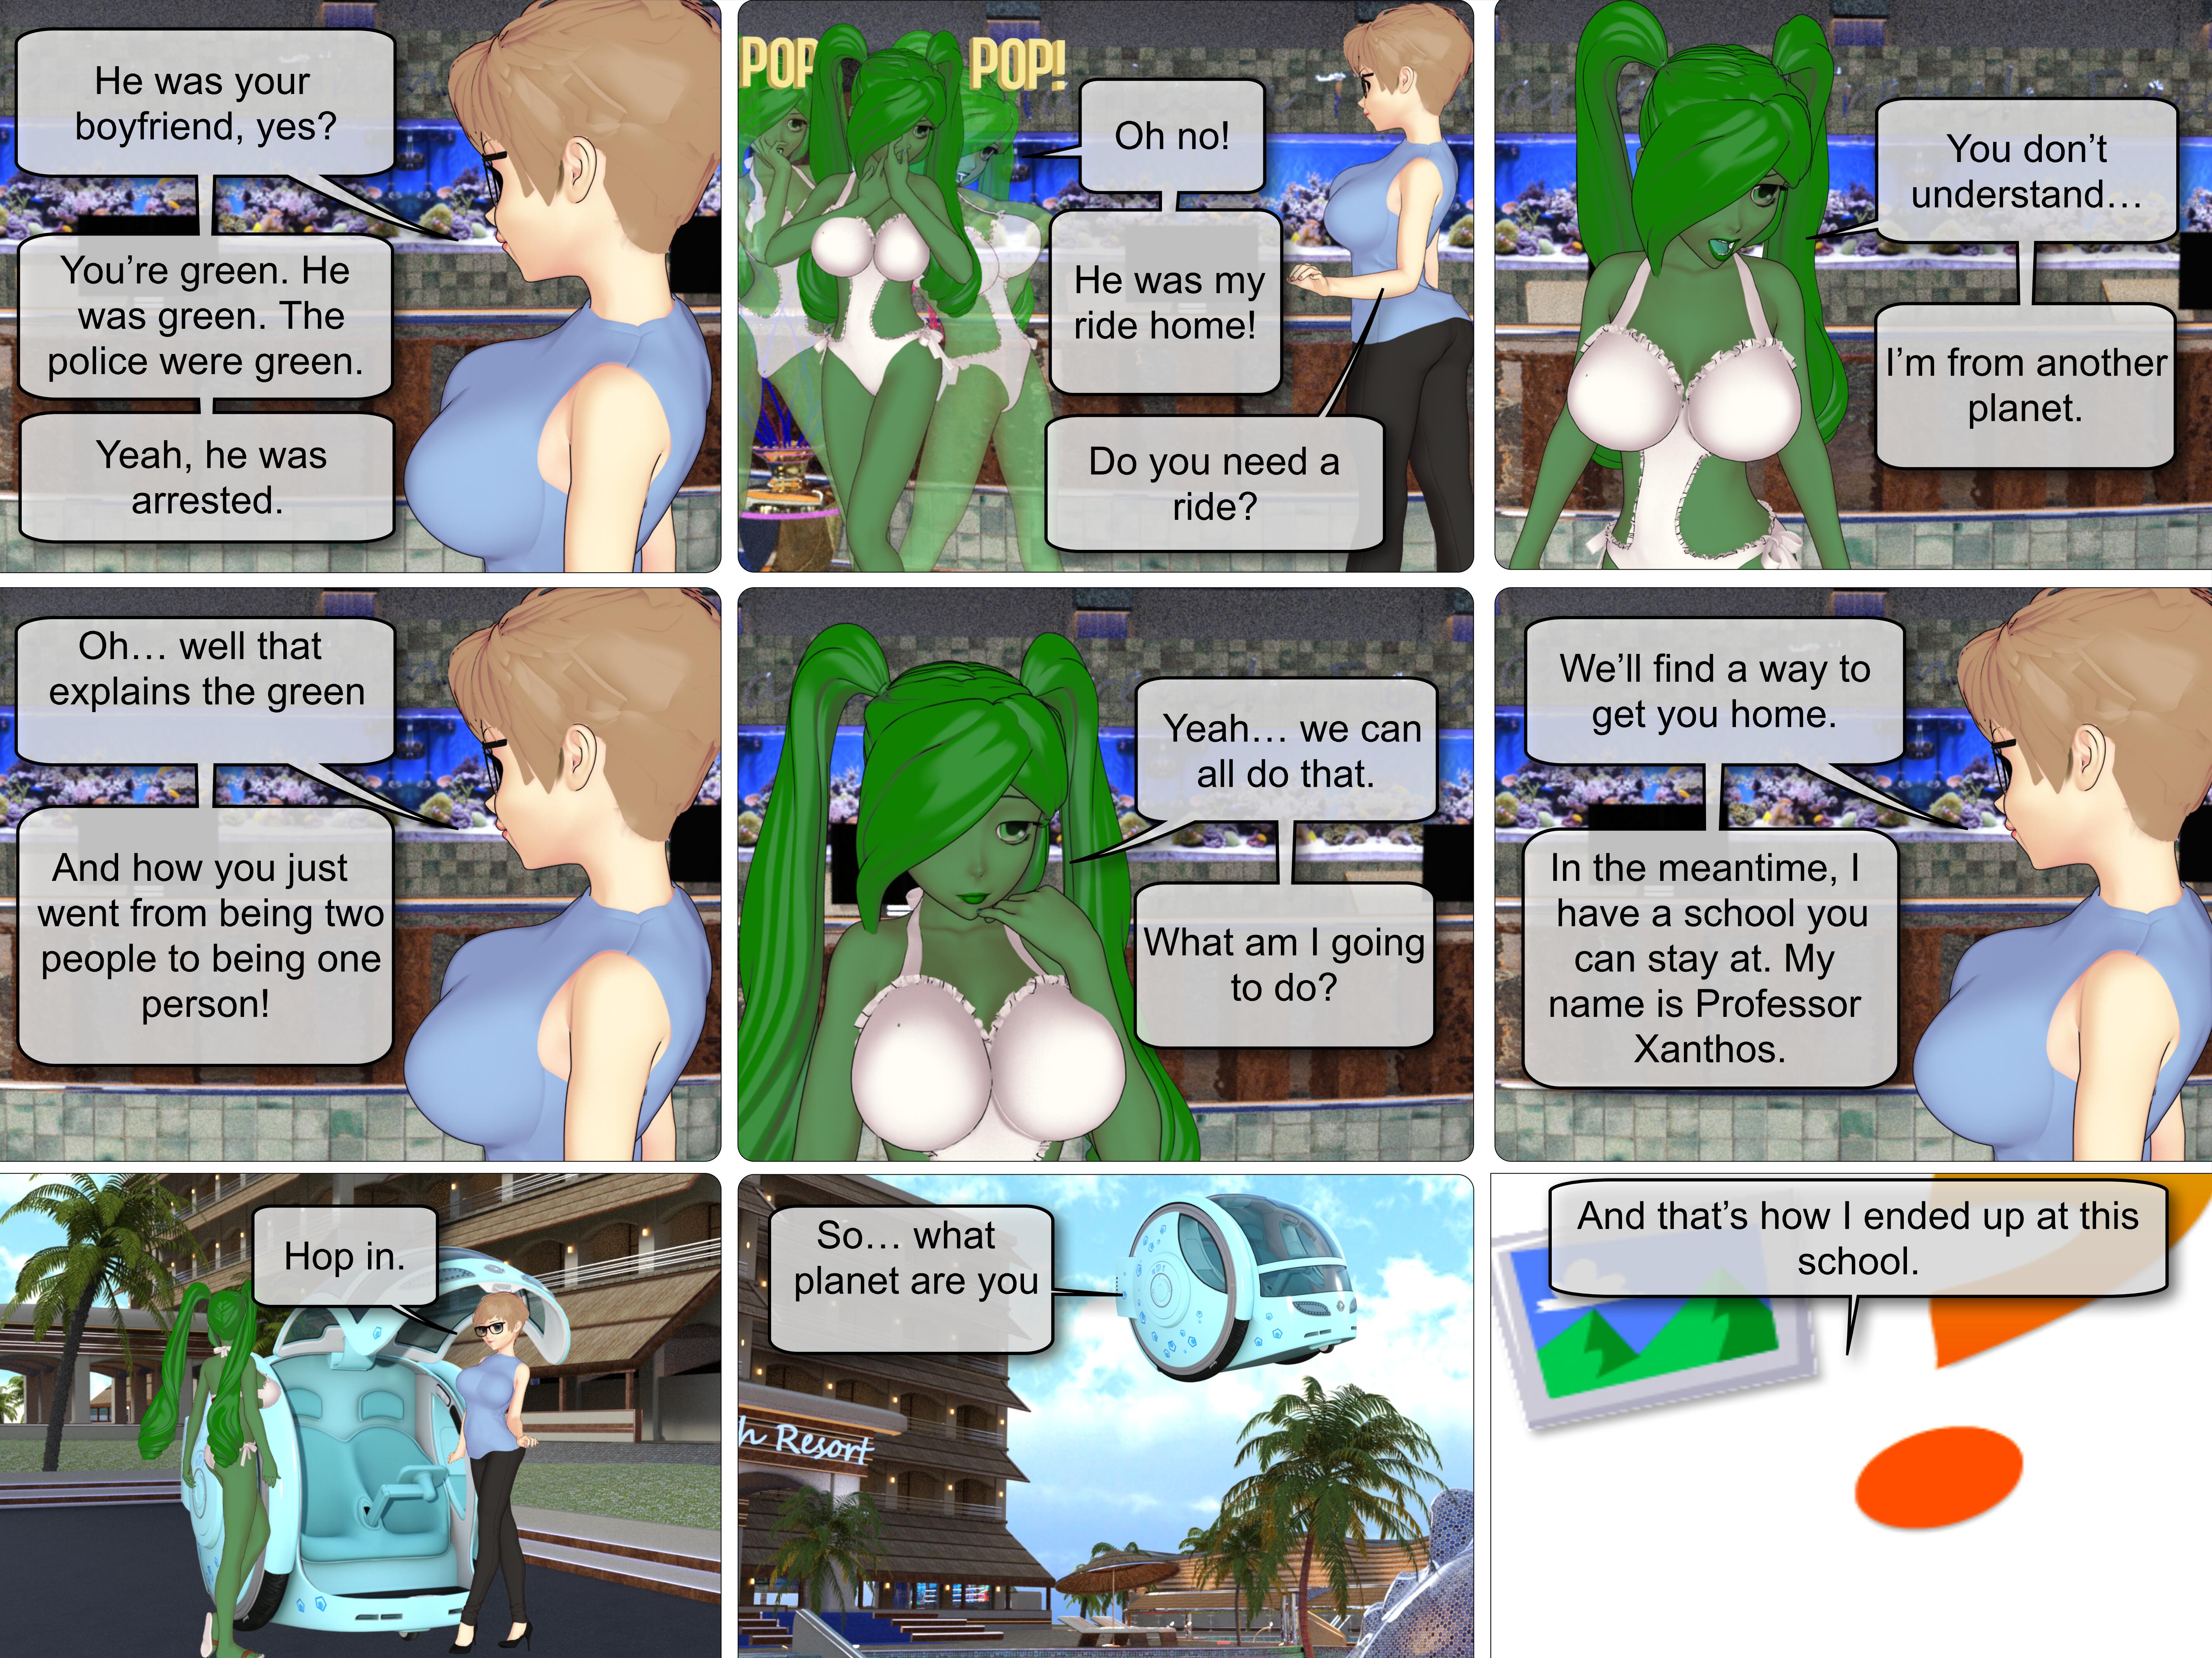 He was your
boyfriend, yes?
You're green. He
was green. The
police were green.
Yeah, he was
arrested.
POP
POP!
Oh no!
He was my
ride home!
Do you need a
ride?
You don't
understand…
I'm from another
planet.
Oh… well that
explains the green
And how you just
went from being two
people to being one
person!
Yeah… we can
all do that.
What am I going
to do?
We'll find a way to
get you home.
In the meantime, I
have a school you
can stay at. My
name is Professor
Xanthos.
Hop in.
So… what
planet are you
h Resort
And that's how I ended up at this
school.